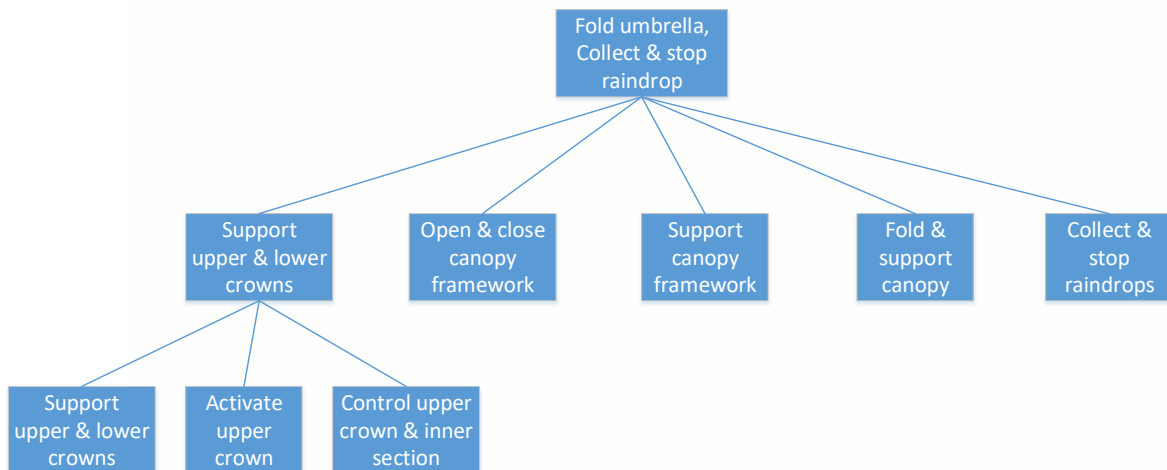 Fold umbrella,
Collect & stop
raindrop
Support
upper & lower
crowns
Open & close
canopy
framework
Support
canopy
framework
Fold &
support
canopy
Collect &
stop
raindrops
Support
upper & lower
crowns
Activate
upper
crown
Control upper
crown & inner
section